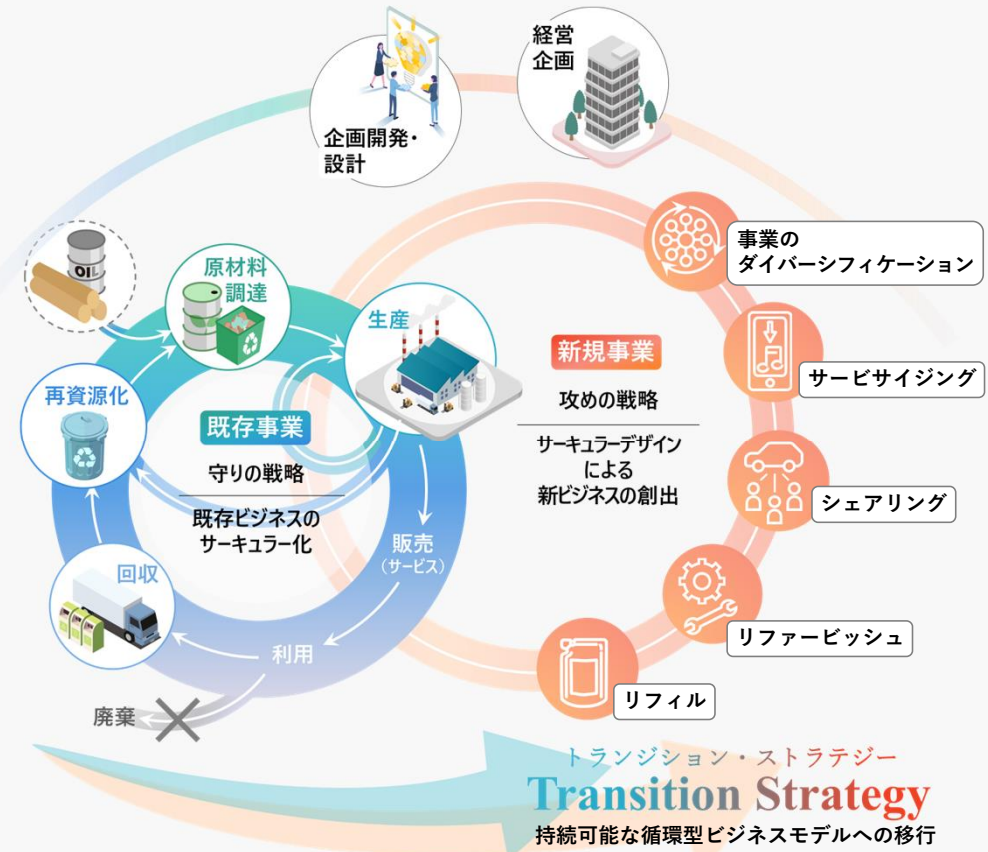 経営
企画
企画開発・
設計
OIL
原材料
調達
生産
再資源化
既存事業
守りの戦略
既存ビジネスの
サーキュラー化
回収
販売
(サービス)
利用
廃棄
新規事業
攻めの戦略
サーキュラーデザイン
による
新ビジネスの創出
事業の
ダイバーシフィケーション
サービサイジング
シェアリング
リファービッシュ
リフィル
トランジション・ストラテジー
Transition Strategy
持続可能な循環型ビジネスモデルへの移行